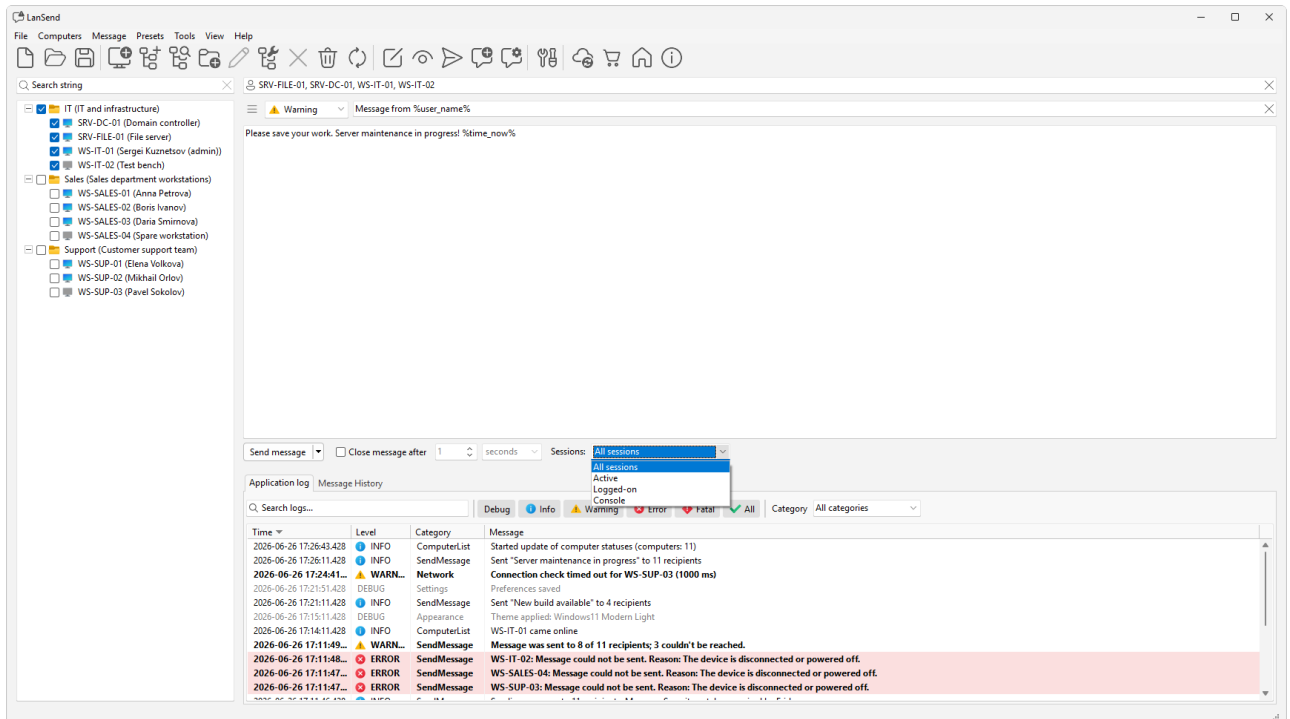 LanSend
File Computers Message Presets Tools View Help
Search string
SRV-FILE-01, SRV-DC-01, WS-IT-01, WS-IT-02
IT (IT and infrastructure)
SRV-DC-01 (Domain controller)
SRV-FILE-01 (File server)
WS-IT-01 (Sergei Kuznetsov (admin))
WS-IT-02 (Test bench)
Sales (Sales department workstations)
WS-SALES-01 (Anna Petrova)
WS-SALES-02 (Boris Ivanov)
WS-SALES-03 (Daria Smirnova)
WS-SALES-04 (Spare workstation)
Support (Customer support team)
WS-SUP-01 (Elena Volkova)
WS-SUP-02 (Mikhail Orlov)
WS-SUP-03 (Pavel Sokolov)
Warning Message from %user_name%
Please save your work. Server maintenance in progress! %time_now%
Send message Close message after 1 seconds Sessions: All sessions
All sessions
Active
Logged-on
Console
Application log Message History
Search logs... Debug Info Warning Error Fatal All Category All categories
Time Level Category Message
2026-06-26 17:26:43.428 INFO ComputerList Started update of computer statuses (computers: 11)
2026-06-26 17:26:11.428 INFO SendMessage Sent "Server maintenance in progress" to 11 recipients
2026-06-26 17:24:41... WARN... Network Connection check timed out for WS-SUP-03 (1000 ms)
2026-06-26 17:21:51.428 DEBUG Settings Preferences saved
2026-06-26 17:21:11.428 INFO SendMessage Sent "New build available" to 4 recipients
2026-06-26 17:15:11.428 DEBUG Appearance Theme applied: Windows11 Modern Light
2026-06-26 17:14:11.428 INFO ComputerList WS-IT-01 came online
2026-06-26 17:11:49... WARN... SendMessage Message was sent to 8 of 11 recipients; 3 couldn't be reached.
2026-06-26 17:11:48... ERROR SendMessage WS-IT-02: Message could not be sent. Reason: The device is disconnected or powered off.
2026-06-26 17:11:47... ERROR SendMessage WS-SALES-04: Message could not be sent. Reason: The device is disconnected or powered off.
2026-06-26 17:11:47... ERROR SendMessage WS-SUP-03: Message could not be sent. Reason: The device is disconnected or powered off.